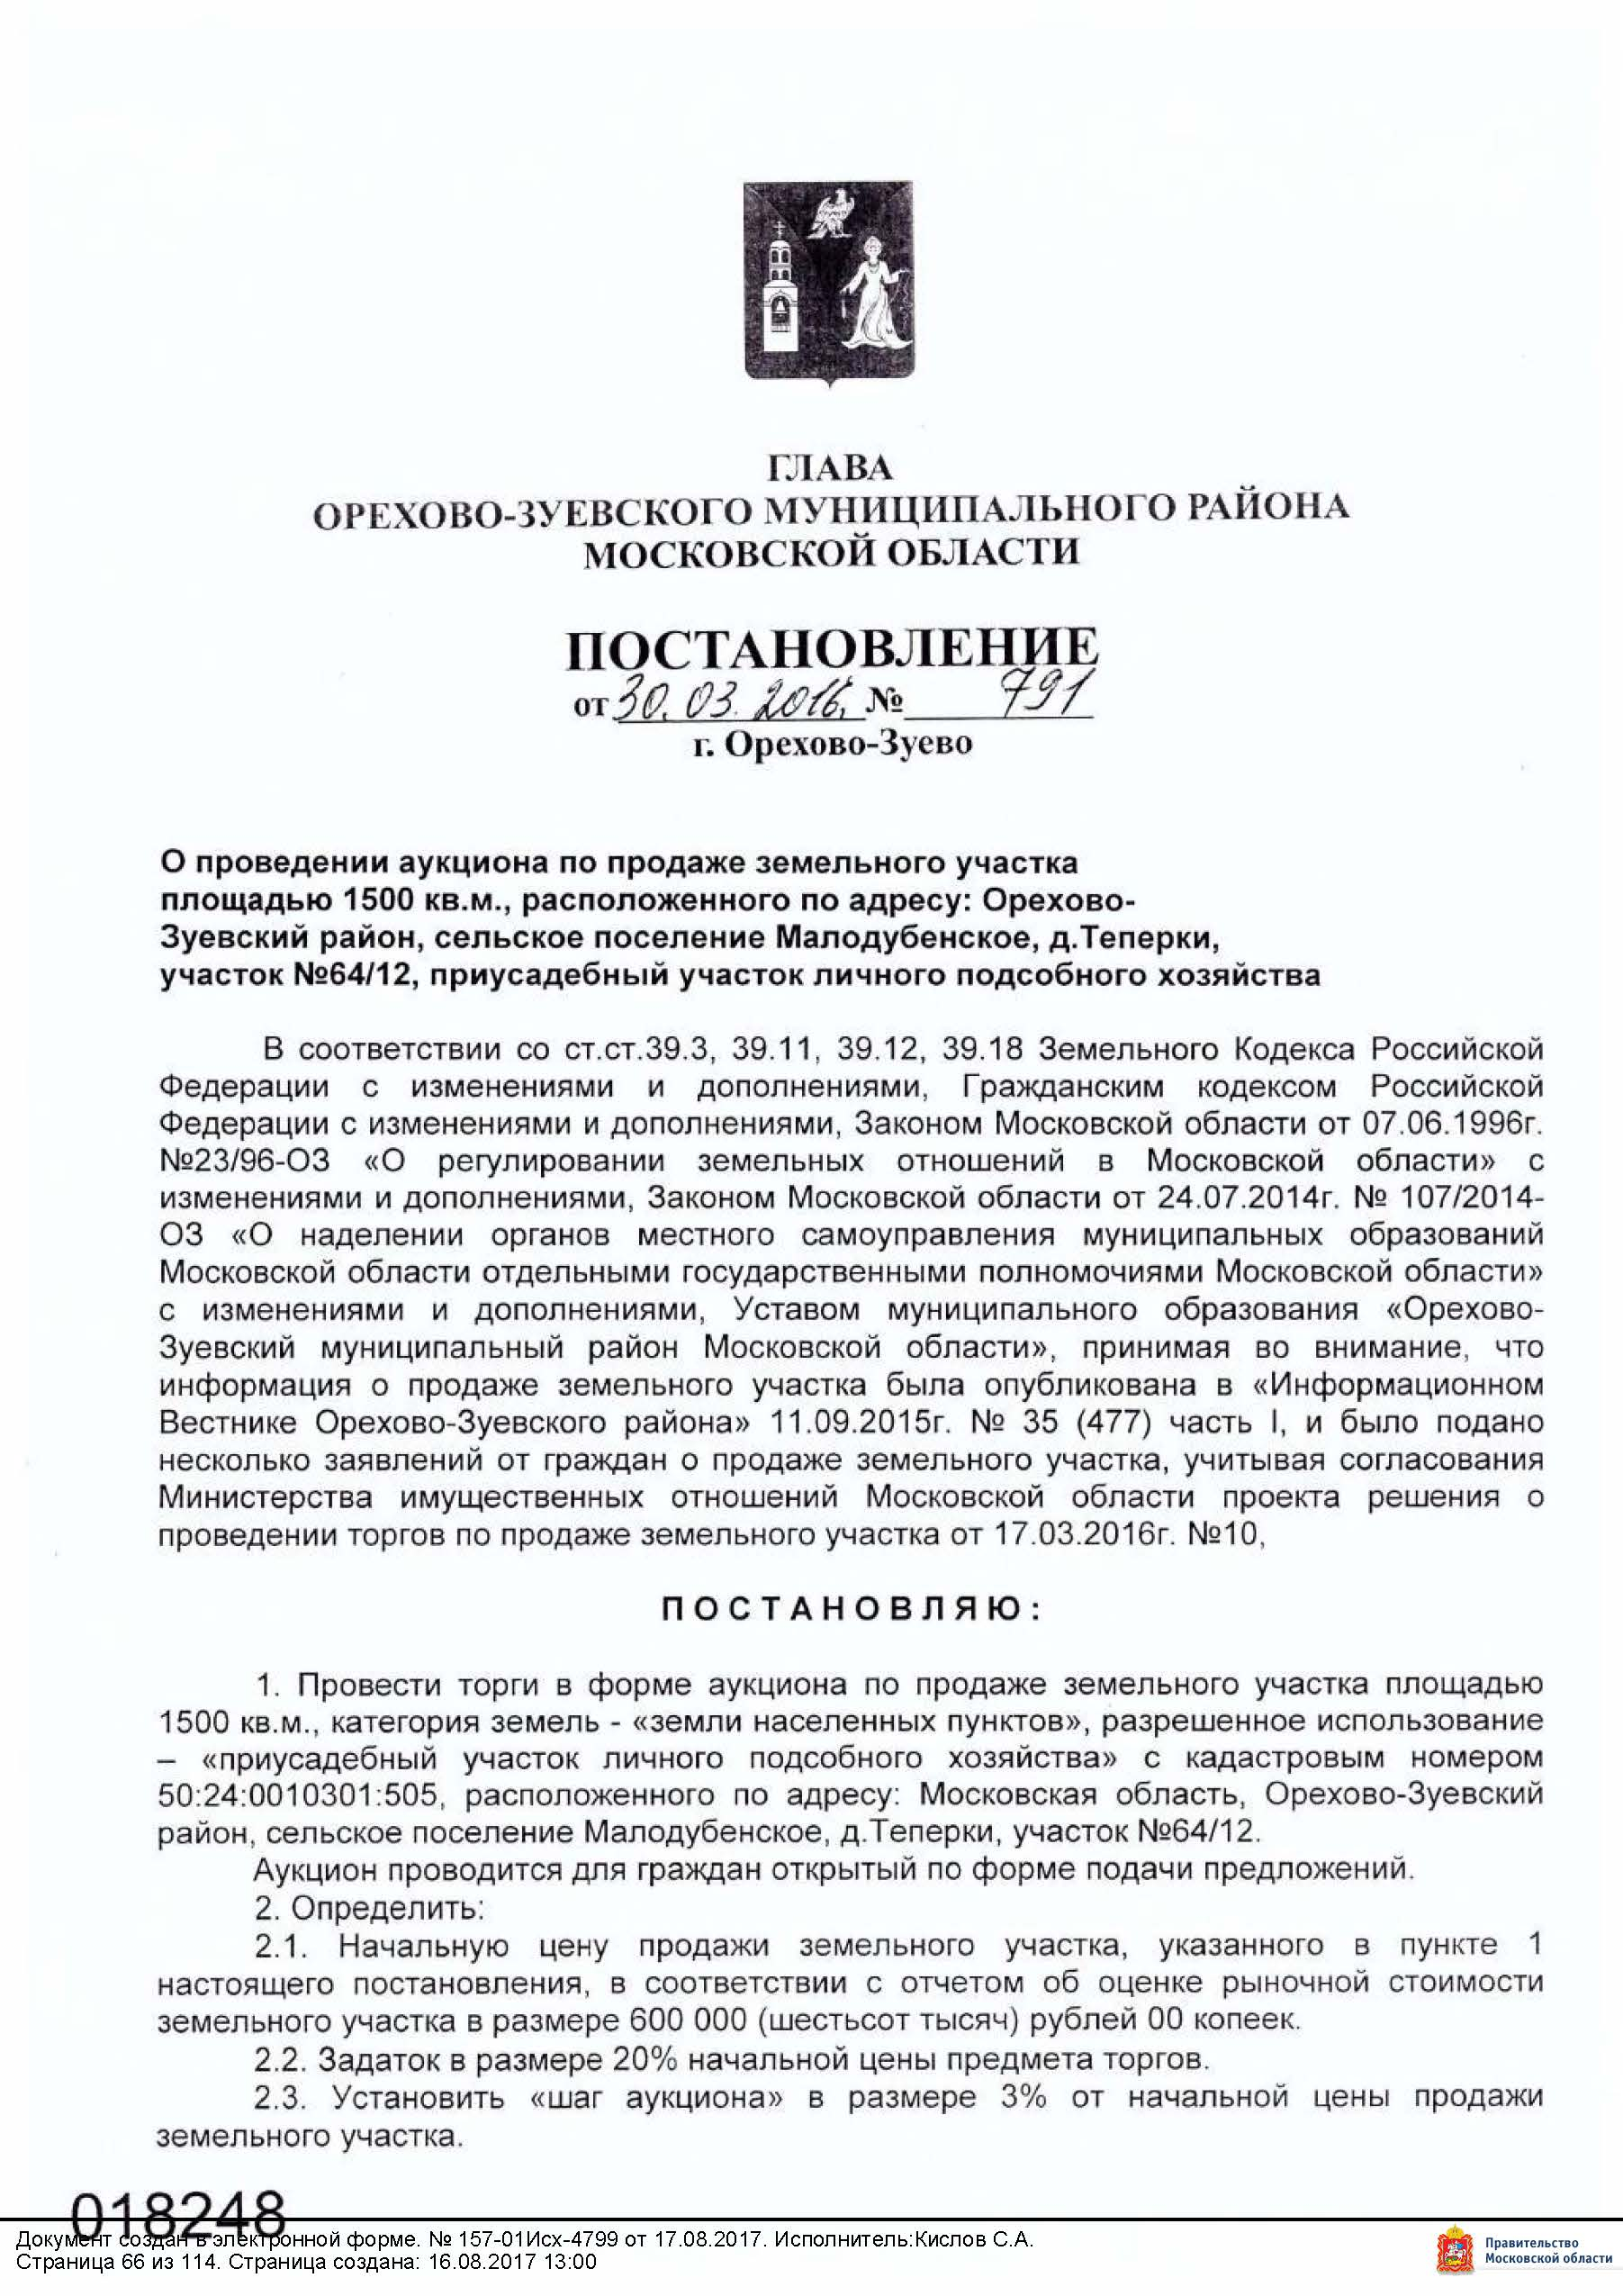 ГЛАВА
ОРЕХОВО-ЗУЕВСКОГО МУНИЦИПАЛЬНОГО РАЙОНА
МОСКОВСКОЙ ОБЛАСТИ
ПОСТАНОВЛЕНИЕ
от 30.03.2016, № 791
г. Орехово-Зуево
О проведении аукциона по продаже земельного участка
площадью 1500 кв.м., расположенного по адресу: Орехово-
Зуевский район, сельское поселение Малодубенское, д.Теперки,
участок №64/12, приусадебный участок личного подсобного хозяйства
В соответствии со ст.ст.39.3, 39.11, 39.12, 39.18 Земельного Кодекса Российской
Федерации с изменениями и дополнениями, Гражданским кодексом Российской
Федерации с изменениями и дополнениями, Законом Московской области от 07.06.1996г.
№23/96-ОЗ «О регулировании земельных отношений в Московской области» с
изменениями и дополнениями, Законом Московской области от 24.07.2014г. № 107/2014-
ОЗ «О наделении органов местного самоуправления муниципальных образований
Московской области отдельными государственными полномочиями Московской области»
с изменениями и дополнениями, Уставом муниципального образования «Орехово-
Зуевский муниципальный район Московской области», принимая во внимание, что
информация о продаже земельного участка была опубликована в «Информационном
Вестнике Орехово-Зуевского района» 11.09.2015г. № 35 (477) часть I, и было подано
несколько заявлений от граждан о продаже земельного участка, учитывая согласования
Министерства имущественных отношений Московской области проекта решения о
проведении торгов по продаже земельного участка от 17.03.2016г. №10,
П О С Т А Н О В Л Я Ю :
1. Провести торги в форме аукциона по продаже земельного участка площадью
1500 кв.м., категория земель - «земли населенных пунктов», разрешенное использование
– «приусадебный участок личного подсобного хозяйства» с кадастровым номером
50:24:0010301:505, расположенного по адресу: Московская область, Орехово-Зуевский
район, сельское поселение Малодубенское, д.Теперки, участок №64/12.
Аукцион проводится для граждан открытый по форме подачи предложений.
2. Определить:
2.1. Начальную цену продажи земельного участка, указанного в пункте 1
настоящего постановления, в соответствии с отчетом об оценке рыночной стоимости
земельного участка в размере 600 000 (шестьсот тысяч) рублей 00 копеек.
2.2. Задаток в размере 20% начальной цены предмета торгов.
2.3. Установить «шаг аукциона» в размере 3% от начальной цены продажи
земельного участка.
018248
Документ создан в электронной форме. № 157-01Исх-4799 от 17.08.2017. Исполнитель:Кислов С.А.
Страница 66 из 114. Страница создана: 16.08.2017 13:00
Правительство
Московской области